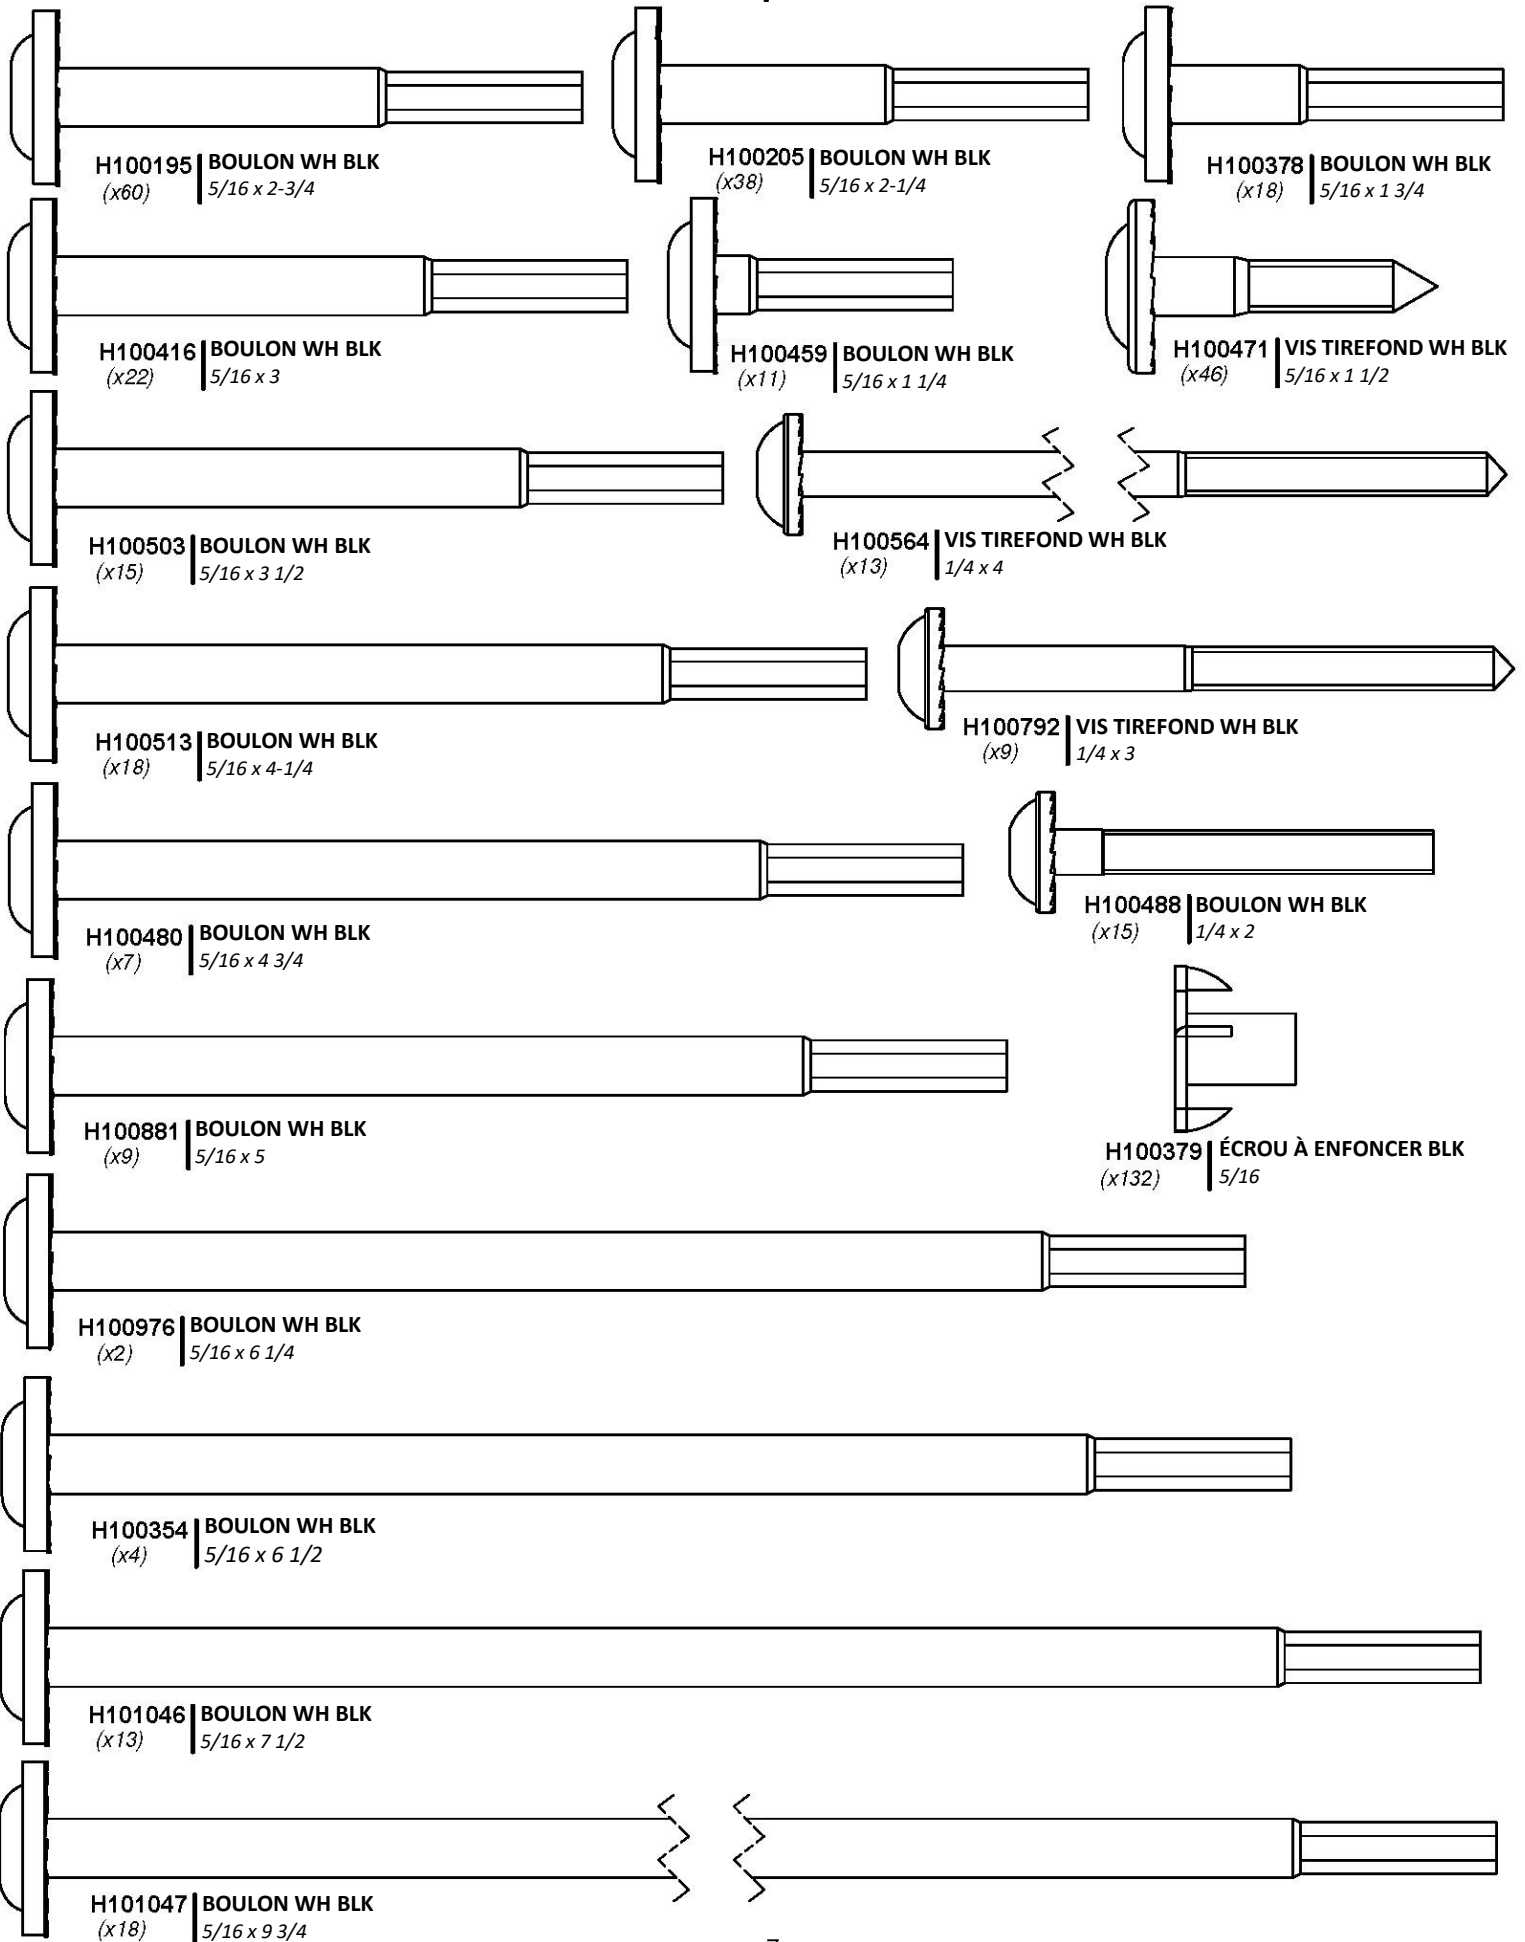 H100195 BOULON WH BLK
(x60) 5/16 x 2-3/4
H100205 BOULON WH BLK
(x38) 5/16 x 2-1/4
H100378 BOULON WH BLK
(x18) 5/16 x 1 3/4
H100416 BOULON WH BLK
(x22) 5/16 x 3
H100459 BOULON WH BLK
(x11) 5/16 x 1 1/4
H100471 VIS TIREFOND WH BLK
(x46) 5/16 x 1 1/2
H100503 BOULON WH BLK
(x15) 5/16 x 3 1/2
H100564 VIS TIREFOND WH BLK
(x13) 1/4 x 4
H100513 BOULON WH BLK
(x18) 5/16 x 4-1/4
H100792 VIS TIREFOND WH BLK
(x9) 1/4 x 3
H100480 BOULON WH BLK
(x7) 5/16 x 4 3/4
H100488 BOULON WH BLK
(x15) 1/4 x 2
H100881 BOULON WH BLK
(x9) 5/16 x 5
H100379 ÉCROU À ENFONCER BLK
(x132) 5/16
H100976 BOULON WH BLK
(x2) 5/16 x 6 1/4
H100354 BOULON WH BLK
(x4) 5/16 x 6 1/2
H101046 BOULON WH BLK
(x13) 5/16 x 7 1/2
H101047 BOULON WH BLK
(x18) 5/16 x 9 3/4